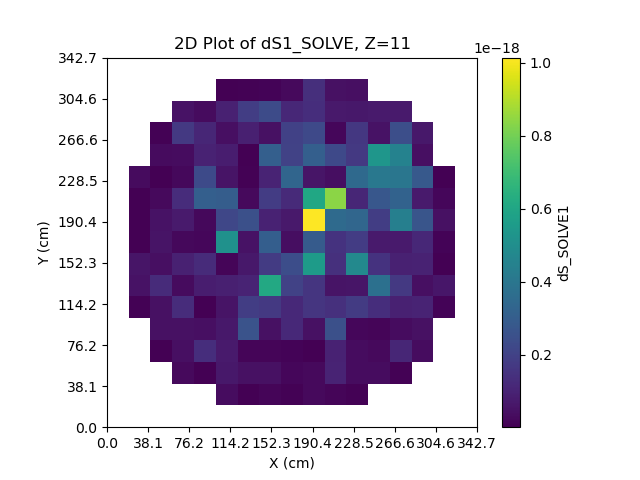 2D Plot of dS1_SOLVE, Z=11
1e−18
342.7
304.6
266.6
228.5
190.4
152.3
114.2
76.2
38.1
0.0
Y (cm)
0.0 38.1 76.2 114.2 152.3 190.4 228.5 266.6 304.6 342.7
X (cm)
1.0
0.8
0.6
0.4
0.2
dS_SOLVE1